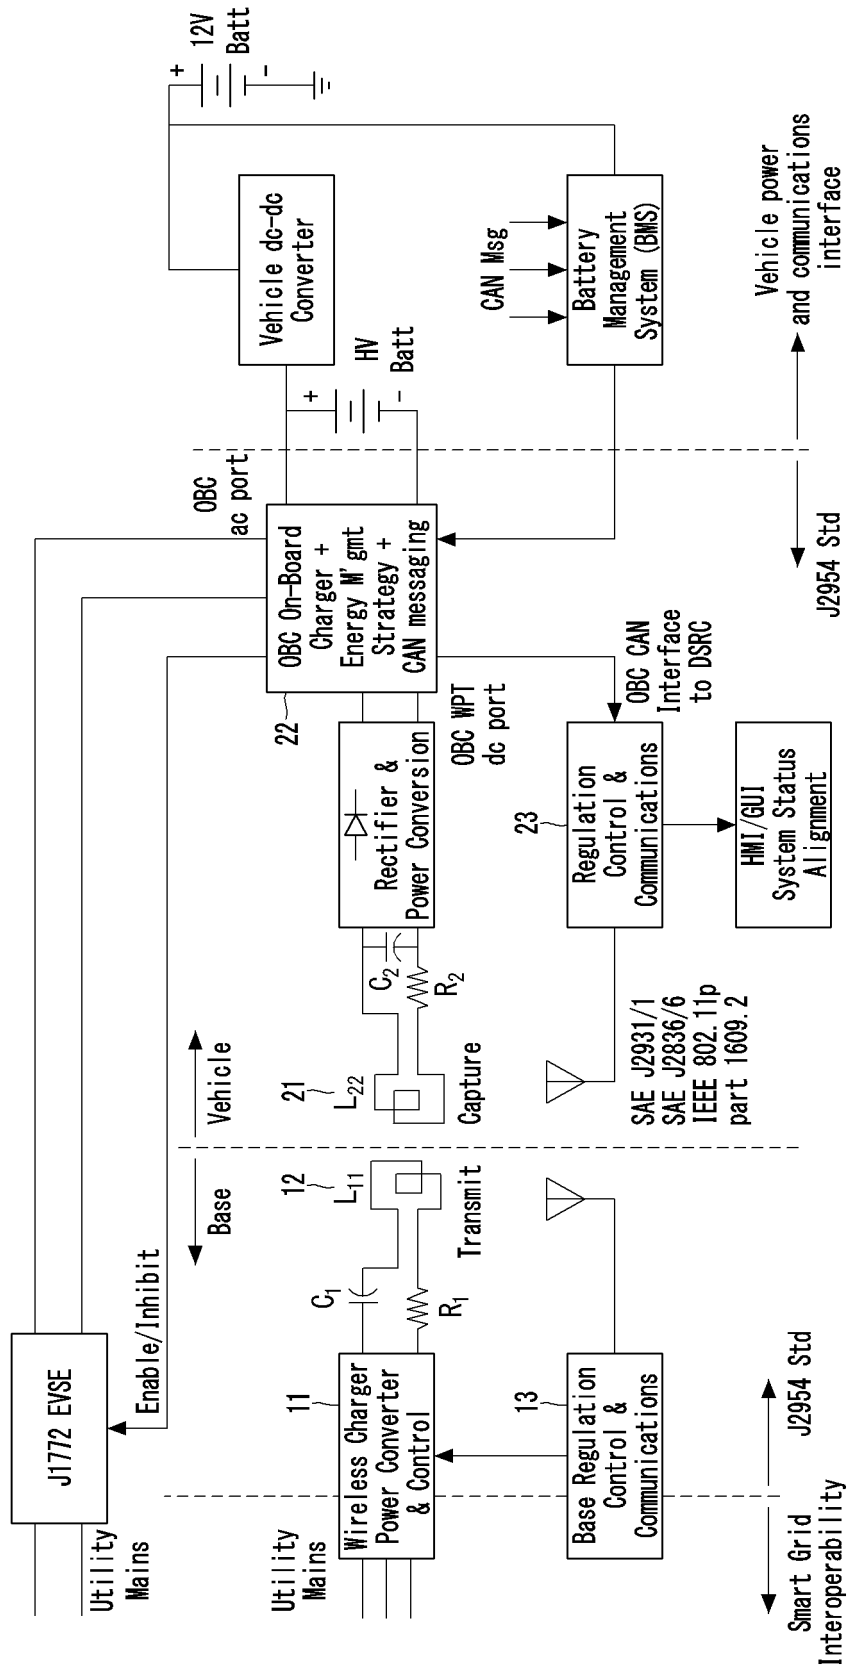 J1772 EVSE
Utility
Mains
Enable/Inhibit
OBC
ac port
12V
Batt
+
-
Base
Vehicle
Utility
Mains
11
Wireless Charger
Power Converter
& Control
C1
R1
12
L11
Transmit
21
L22
Capture
C2
R2
Rectifier &
Power Conversion
OBC WPT
dc port
22
OBC On-Board
Charger +
Energy M'gmt
Strategy +
CAN messaging
+
-
HV
Batt
Vehicle dc-dc
Converter
13
Base Regulation
Control &
Communications
SAE J2931/1
SAE J2836/6
IEEE 802.11p
part 1609.2
23
Regulation
Control &
Communications
OBC CAN
Interface
to DSRC
HMI/GUI
System Status
Alignment
CAN Msg
Battery
Management
System (BMS)
Smart Grid
Interoperability
J2954 Std
J2954 Std
Vehicle power
and communications
interface